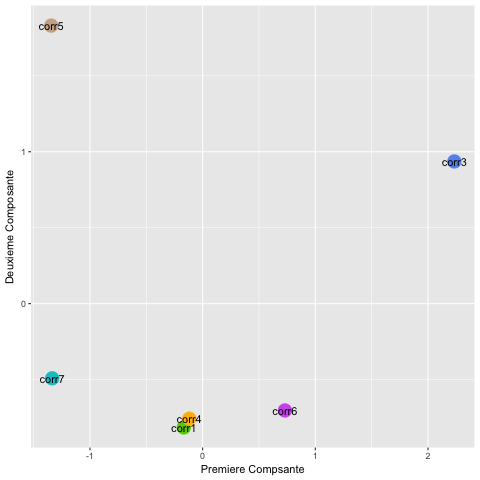 corr5
1
corr3
Deuxieme Composante
0
corr7
corr4
corr6
corr1
-1
0
1
2
Premiere Compsante